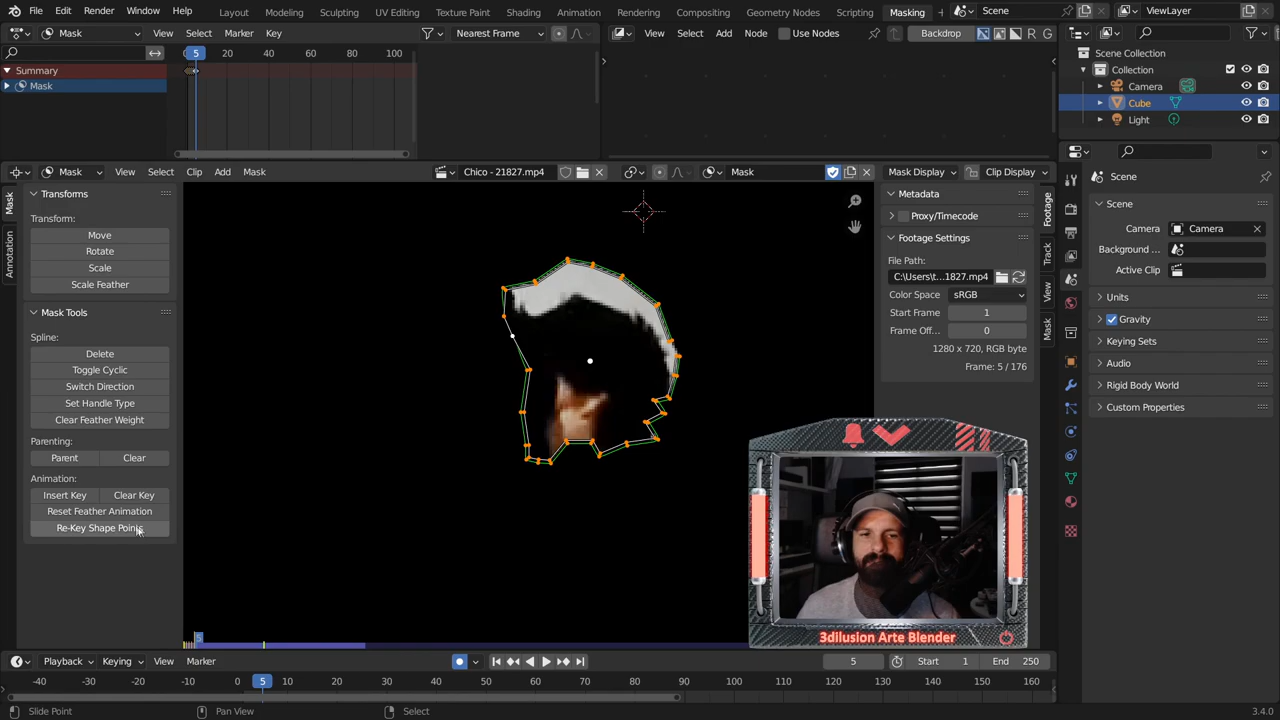 File Edit Render Window Help Layout Modeling Sculpting UV Editing Texture Paint Shading Animation Rendering Compositing Geometry Nodes Scripting Masking + Scene ViewLayer
Mask View Select Marker Key Nearest Frame View Select Add Node Use Nodes Backdrop R G
5 20 40 60 80 100
Summary
Mask
Scene Collection
Collection
Camera
Cube
Light
Mask View Select Clip Add Mask Chico - 21827.mp4 Mask Mask Display Clip Display
Mask
Annotation
Transforms
Transform:
Move
Rotate
Scale
Scale Feather
Mask Tools
Spline:
Delete
Toggle Cyclic
Switch Direction
Set Handle Type
Clear Feather Weight
Parenting:
Parent Clear
Animation:
Insert Key Clear Key
Reset Feather Animation
Re-Key Shape Points
Metadata
Proxy/Timecode
Footage Settings
File Path:
C:\Users\t...1827.mp4
Color Space sRGB
Start Frame 1
Frame Off... 0
1280 x 720, RGB byte
Frame: 5 / 176
Footage
Track
View
Mask
Scene
Scene
Camera Camera
Background ...
Active Clip
Units
Gravity
Keying Sets
Audio
Rigid Body World
Custom Properties
3dilusion Arte Blender
5
Playback Keying View Marker 5 Start 1 End 250
-40 -30 -20 -10 0 5 10 20 30 40 50 60 70 80 90 100 110 120 130 140 150 160
Slide Point Pan View Select 3.4.0